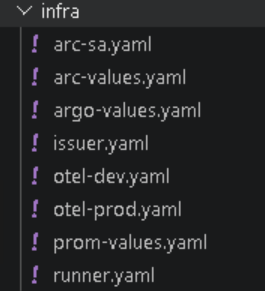 infra
arc-sa.yaml
arc-values.yaml
argo-values.yaml
issuer.yaml
otel-dev.yaml
otel-prod.yaml
prom-values.yaml
runner.yaml